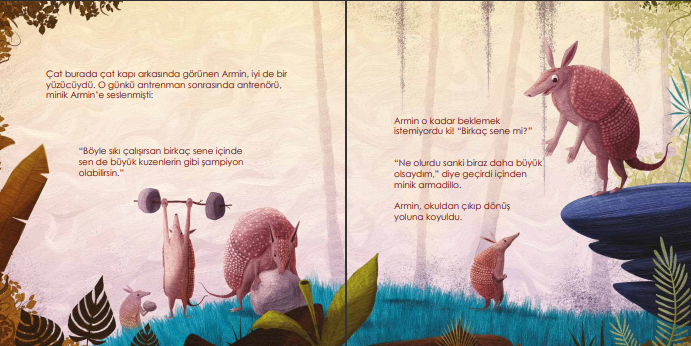 Çat burada çat kapı arkasında görünen Armin, iyi de bir
yüzücüydü. O günkü antrenman sonrasında antrenörü,
minik Armin'e seslenmişti:
“Böyle sıkı çalışırsan birkaç sene içinde
sen de büyük kuzenlerin gibi şampiyon
olabilirsin.”
Armin o kadar beklemek
istemiyordu ki! “Birkaç sene mi?”
“Ne olurdu sanki biraz daha büyük
olsaydım,” diye geçirdi içinden
minik armadillo.
Armin, okuldan çıkıp dönüş
yoluna koyuldu.